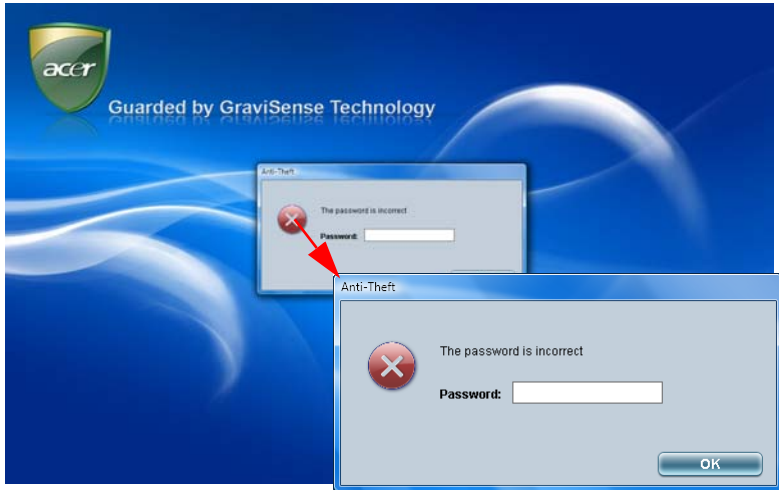 acer
Guarded by GraviSense Technology
Anti-Theft
The password is incorrect
Password:
Anti-Theft
The password is incorrect
Password:
OK